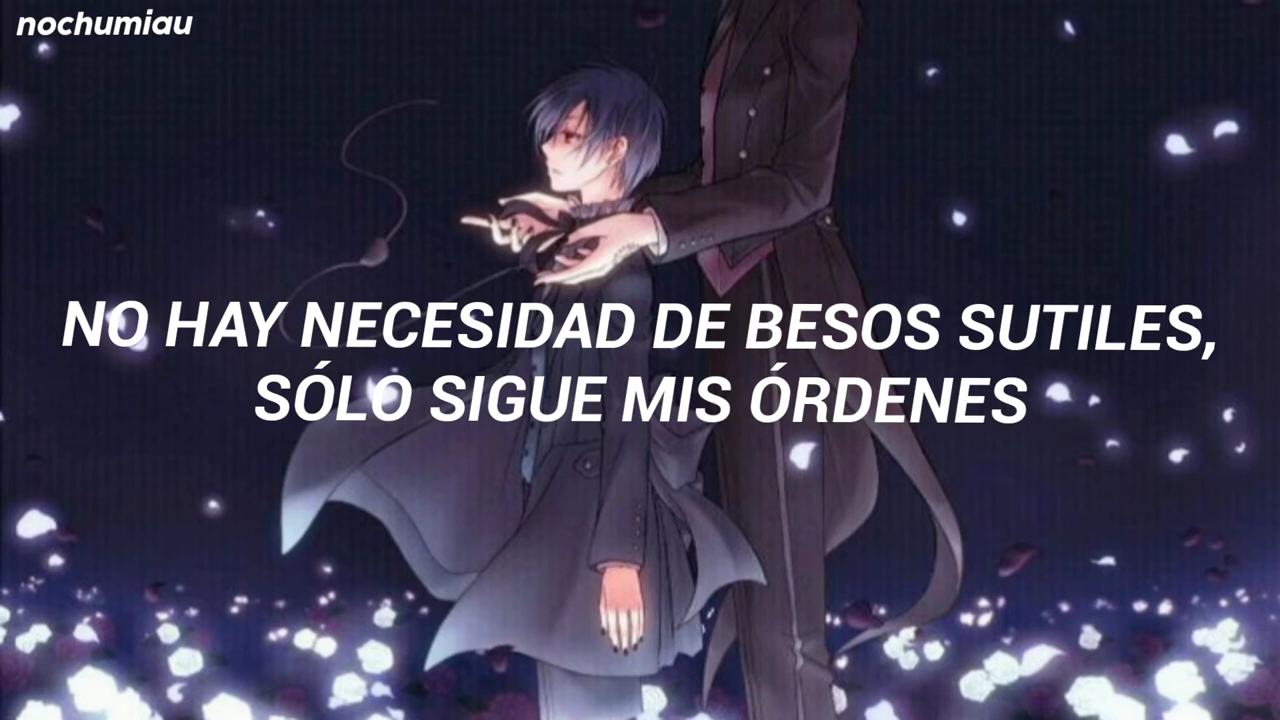 nochumiau
NO HAY NECESIDAD DE BESOS SUTILES,
SÓLO SIGUE MIS ÓRDENES